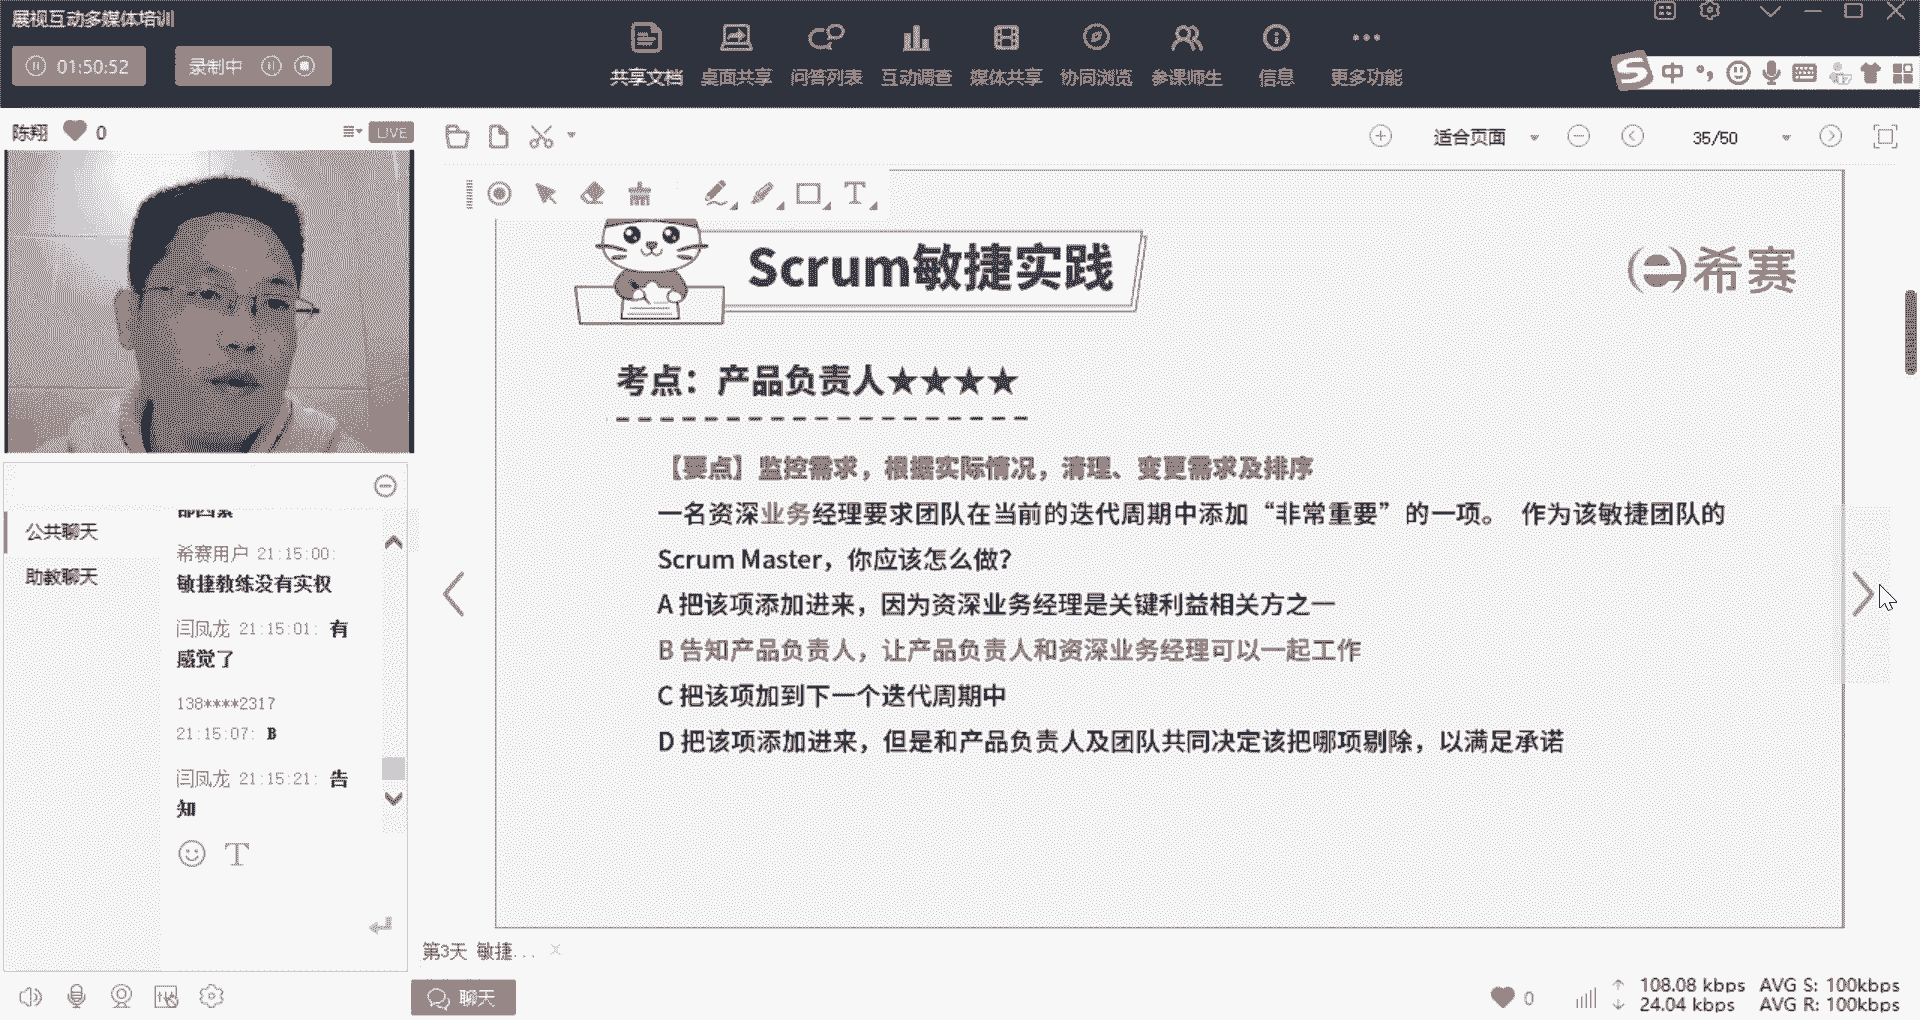 展视互动多媒体培训
01:50:52
录制中
共享文档 桌面共享 问答列表 互动调查 媒体共享 协同浏览 参课师生 信息 更多功能
中
陈翔 0
LIVE
适合页面
35/50
Scrum敏捷实践
希赛
考点：产品负责人★★★★
【要点】监控需求，根据实际情况，清理、变更需求及排序
一名资深业务经理要求团队在当前的迭代周期中添加“非常重要”的一项。 作为该敏捷团队的
Scrum Master，你应该怎么做？
A 把该项添加进来，因为资深业务经理是关键利益相关方之一
B 告知产品负责人，让产品负责人和资深业务经理可以一起工作
C 把该项加到下一个迭代周期中
D 把该项添加进来，但是和产品负责人及团队共同决定该把哪项剔除，以满足承诺
公共聊天
助教聊天
希赛用户 21:15:00:
敏捷教练没有实权
闫凤龙 21:15:01: 有
感觉了
138****2317
21:15:07: B
闫凤龙 21:15:21: 告
知
第3天 敏捷...
聊天
0
108.08 kbps AVG S: 100kbps
24.04 kbps AVG R: 100kbps